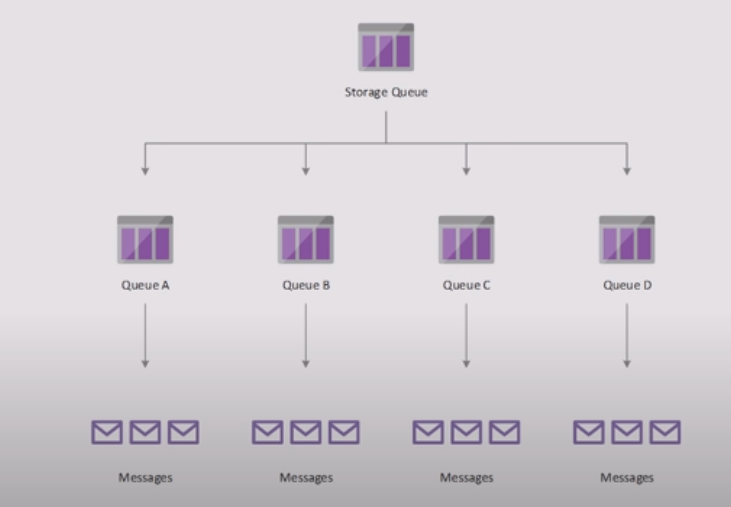 Storage Queue
Queue A
Queue B
Queue C
Queue D
Messages
Messages
Messages
Messages